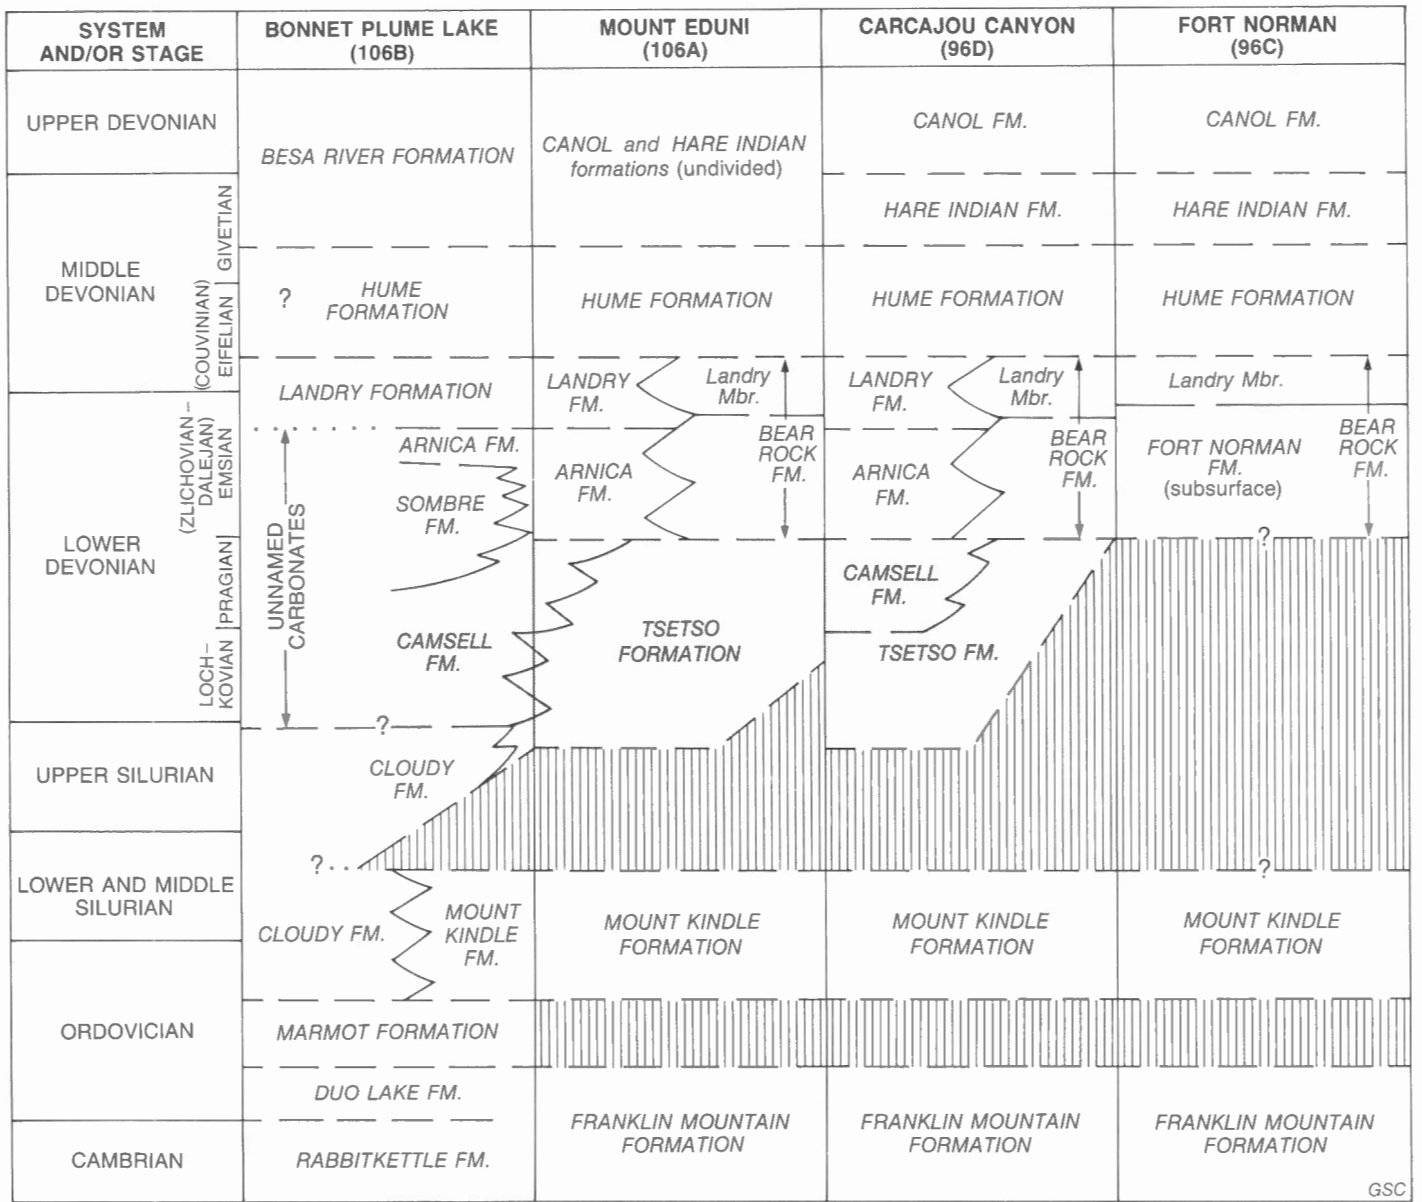 SYSTEM
AND/OR STAGE
BONNET PLUME LAKE
(106B)
MOUNT EDUNI
(106A)
CARCAJOU CANYON
(96D)
FORT NORMAN
(96C)
UPPER DEVONIAN
BESA RIVER FORMATION
CANOL and HARE INDIAN
formations (undivided)
CANOL FM.
CANOL FM.
MIDDLE
DEVONIAN
GIVETIAN
(COUVINIAN)
EIFELIAN
HARE INDIAN FM.
HARE INDIAN FM.
?
HUME
FORMATION
HUME FORMATION
HUME FORMATION
HUME FORMATION
LANDRY FORMATION
LANDRY
FM.
Landry
Mbr.
LANDRY
FM.
Landry
Mbr.
Landry Mbr.
LOWER
DEVONIAN
(ZLICHOVIAN–
DALEJAN)
EMSIAN
PRAGIAN
LOCH–
KOVIAN
UNNAMED
CARBONATES
ARNICA FM.
SOMBRE
FM.
CAMSELL
FM.
?
ARNICA
FM.
BEAR
ROCK
FM.
TSETSO
FORMATION
ARNICA
FM.
BEAR
ROCK
FM.
CAMSELL
FM.
TSETSO FM.
FORT NORMAN
FM.
(subsurface)
BEAR
ROCK
FM.
?
UPPER SILURIAN
CLOUDY
FM.
?..
?
LOWER AND MIDDLE
SILURIAN
CLOUDY FM.
MOUNT
KINDLE
FM.
MOUNT KINDLE
FORMATION
MOUNT KINDLE
FORMATION
MOUNT KINDLE
FORMATION
ORDOVICIAN
MARMOT FORMATION
DUO LAKE FM.
FRANKLIN MOUNTAIN
FORMATION
FRANKLIN MOUNTAIN
FORMATION
FRANKLIN MOUNTAIN
FORMATION
CAMBRIAN
RABBITKETTLE FM.
GSC